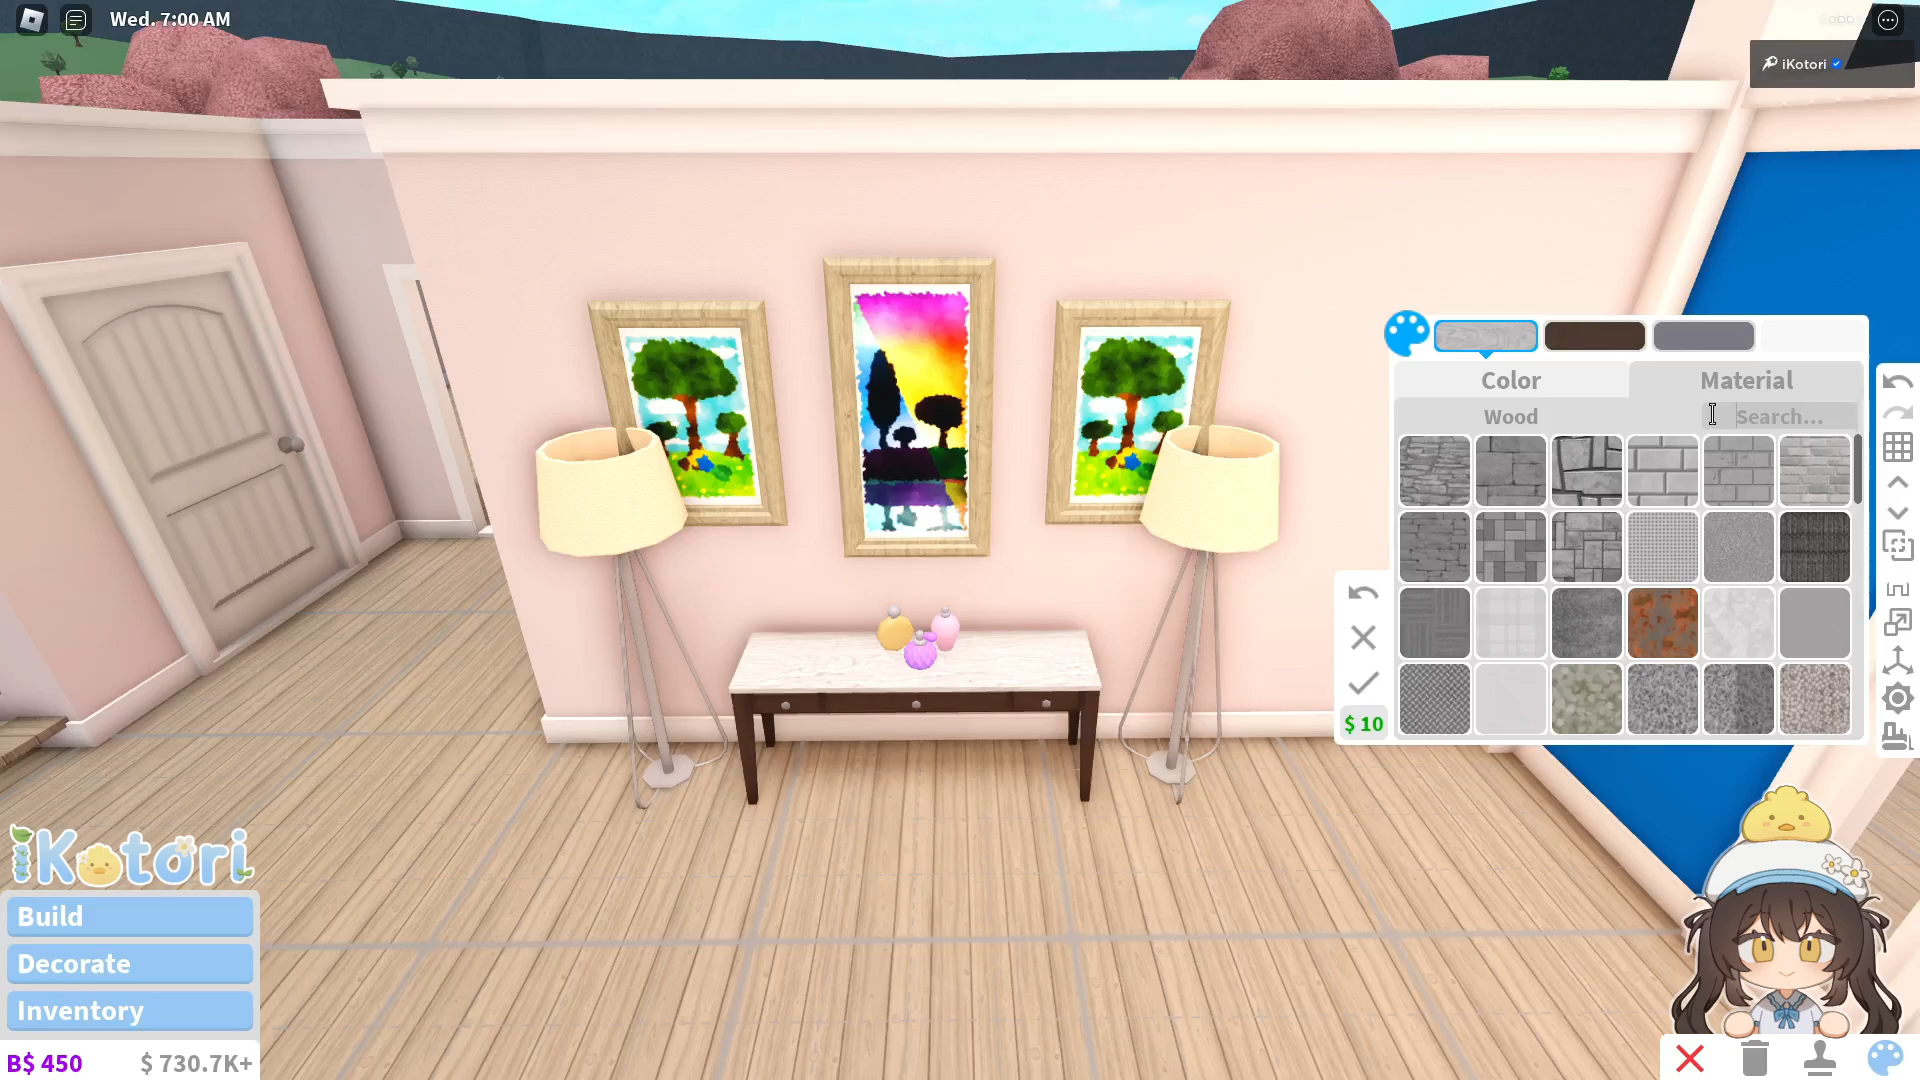 Wed. 7:00 AM
iKotori
Color
Material
Wood
Search...
$ 10
iKotori
Build
Decorate
Inventory
B$ 450
$ 730.7K+